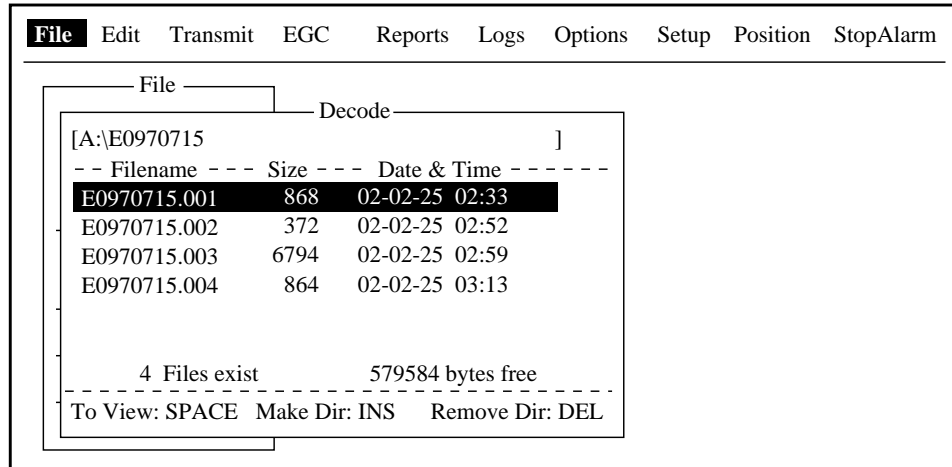 File Edit Transmit EGC Reports Logs Options Setup Position StopAlarm
File
Decode
[A:\E0970715 ]
- - Filename - - - Size - - - Date & Time - - - - - -
E0970715.001 868 02-02-25 02:33
E0970715.002 372 02-02-25 02:52
E0970715.003 6794 02-02-25 02:59
E0970715.004 864 02-02-25 03:13
4 Files exist 579584 bytes free
To View: SPACE Make Dir: INS Remove Dir: DEL